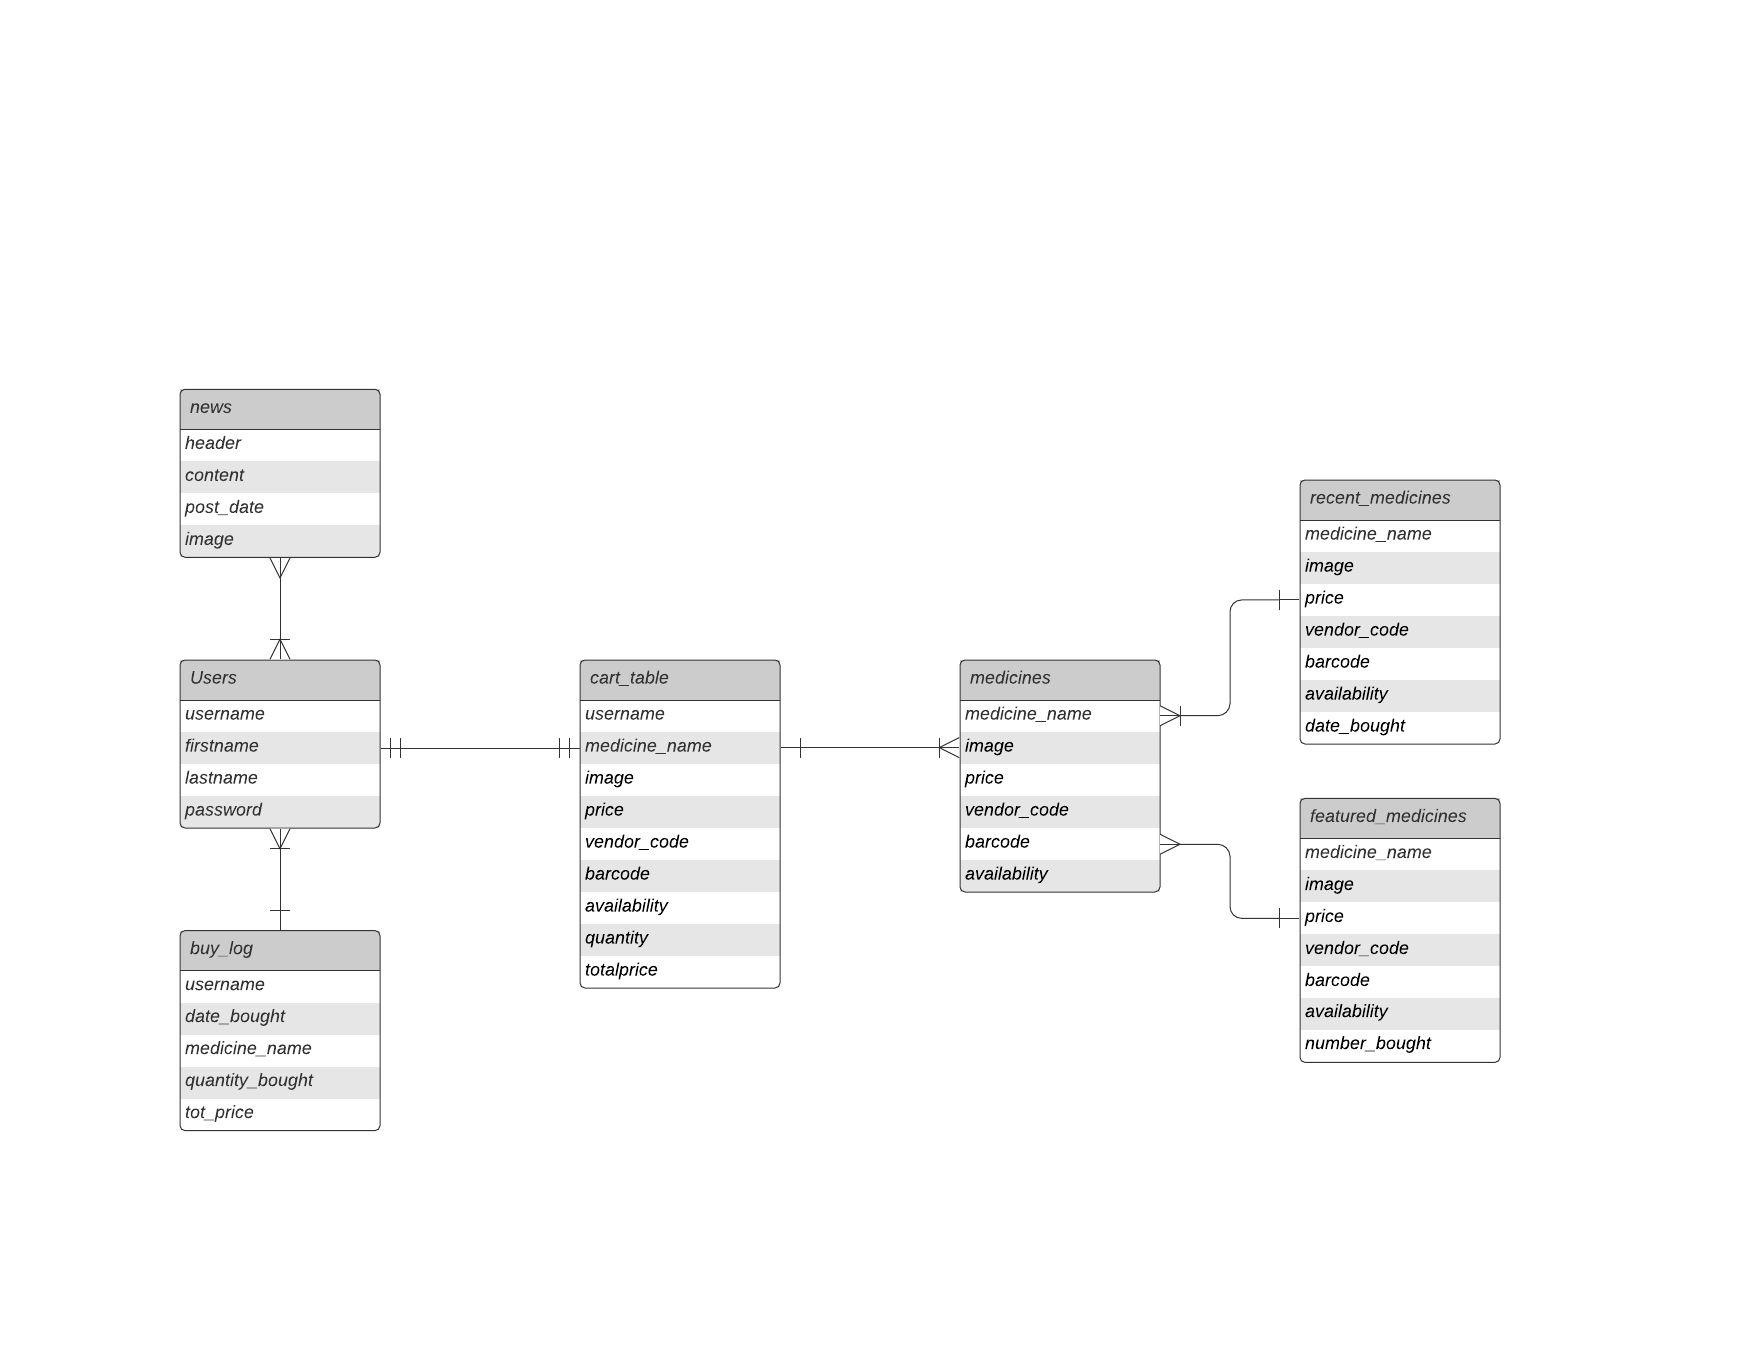 news
header
content
post_date
image
Users
username
firstname
lastname
password
buy_log
username
date_bought
medicine_name
quantity_bought
tot_price
cart_table
username
medicine_name
image
price
vendor_code
barcode
availability
quantity
totalprice
medicines
medicine_name
image
price
vendor_code
barcode
availability
recent_medicines
medicine_name
image
price
vendor_code
barcode
availability
date_bought
featured_medicines
medicine_name
image
price
vendor_code
barcode
availability
number_bought